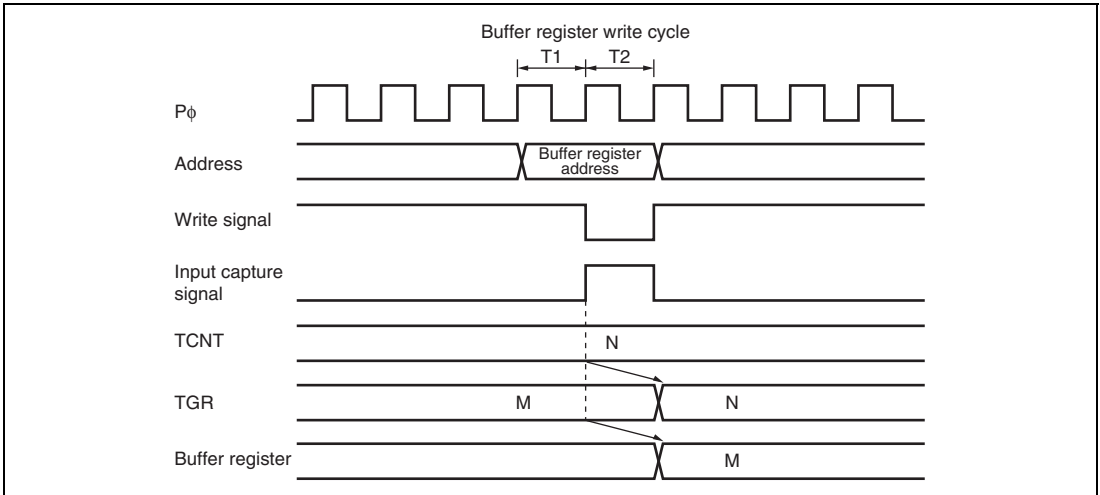 Buffer register write cycle
T1 T2
Pϕ
Buffer register
address
Address
Write signal
Input capture
signal
TCNT
N
TGR
M N
Buffer register
M